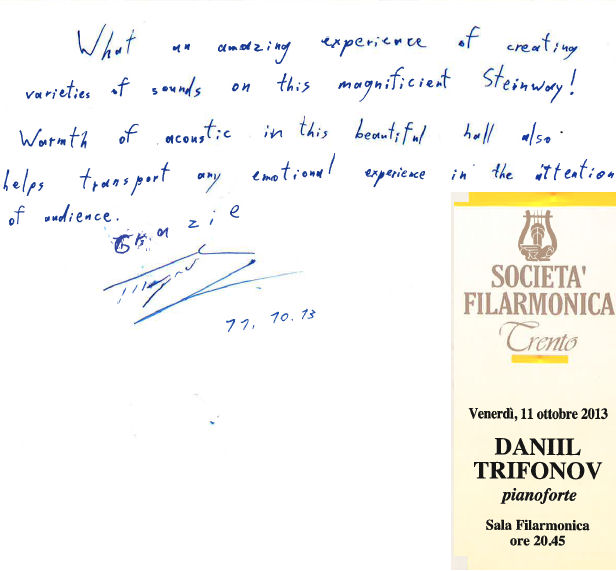 What an amazing experience of creating
varieties of sounds on this magnificient Steinway!
Warmth of acoustic in this beautiful hall also
helps transport any emotional experience in the attention
of audience.
Grazie
11.10.13
SOCIETA'
FILARMONICA
Trento
Venerdì, 11 ottobre 2013
DANIIL
TRIFONOV
pianoforte
Sala Filarmonica
ore 20.45